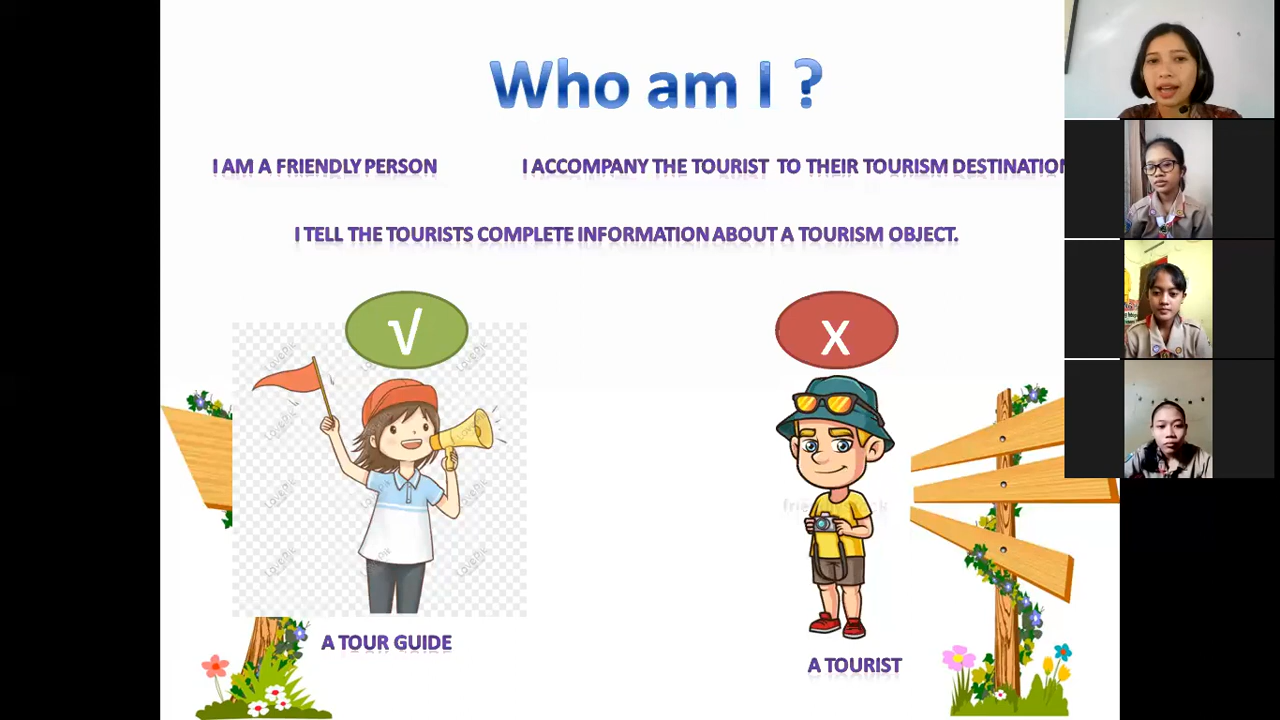 Who am I ?
I AM A FRIENDLY PERSON
I ACCOMPANY THE TOURIST TO THEIR TOURISM DESTINATION
I TELL THE TOURISTS COMPLETE INFORMATION ABOUT A TOURISM OBJECT.
√
X
A TOUR GUIDE
A TOURIST